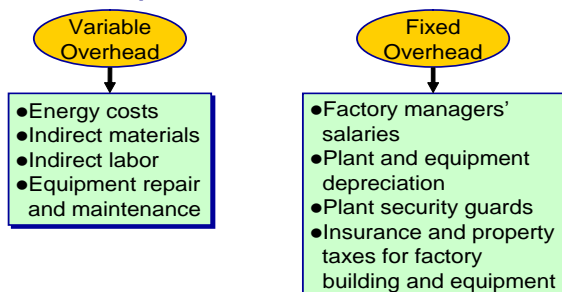 Variable
Overhead
●Energy costs
●Indirect materials
●Indirect labor
●Equipment repair
and maintenance
Fixed
Overhead
●Factory managers'
salaries
●Plant and equipment
depreciation
●Plant security guards
●Insurance and property
taxes for factory
building and equipment